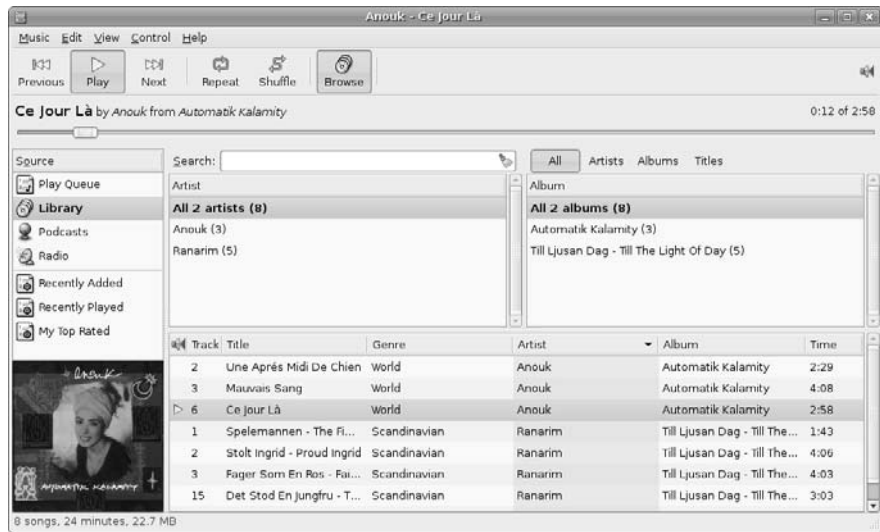 Anouk - Ce Jour Là
Music Edit View Control Help
Previous Play Next Repeat Shuffle Browse
Ce Jour Là by Anouk from Automatik Kalamity 0:12 of 2:58
Source
Play Queue
Library
Podcasts
Radio
Recently Added
Recently Played
My Top Rated
anouk
AUTOMATIK KALAMITY
Search: All Artists Albums Titles
Artist
All 2 artists (8)
Anouk (3)
Ranarim (5)
Album
All 2 albums (8)
Automatik Kalamity (3)
Till Ljusan Dag - Till The Light Of Day (5)
Track Title Genre Artist Album Time
2 Une Aprés Midi De Chien World Anouk Automatik Kalamity 2:29
3 Mauvais Sang World Anouk Automatik Kalamity 4:08
6 Ce Jour Là World Anouk Automatik Kalamity 2:58
1 Spelemannen - The Fi... Scandinavian Ranarim Till Ljusan Dag - Till The... 1:43
2 Stolt Ingrid - Proud Ingrid Scandinavian Ranarim Till Ljusan Dag - Till The... 4:06
3 Fager Som En Ros - Fai... Scandinavian Ranarim Till Ljusan Dag - Till The... 4:03
15 Det Stod En Jungfru - T... Scandinavian Ranarim Till Ljusan Dag - Till The... 3:03
8 songs, 24 minutes, 22.7 MB